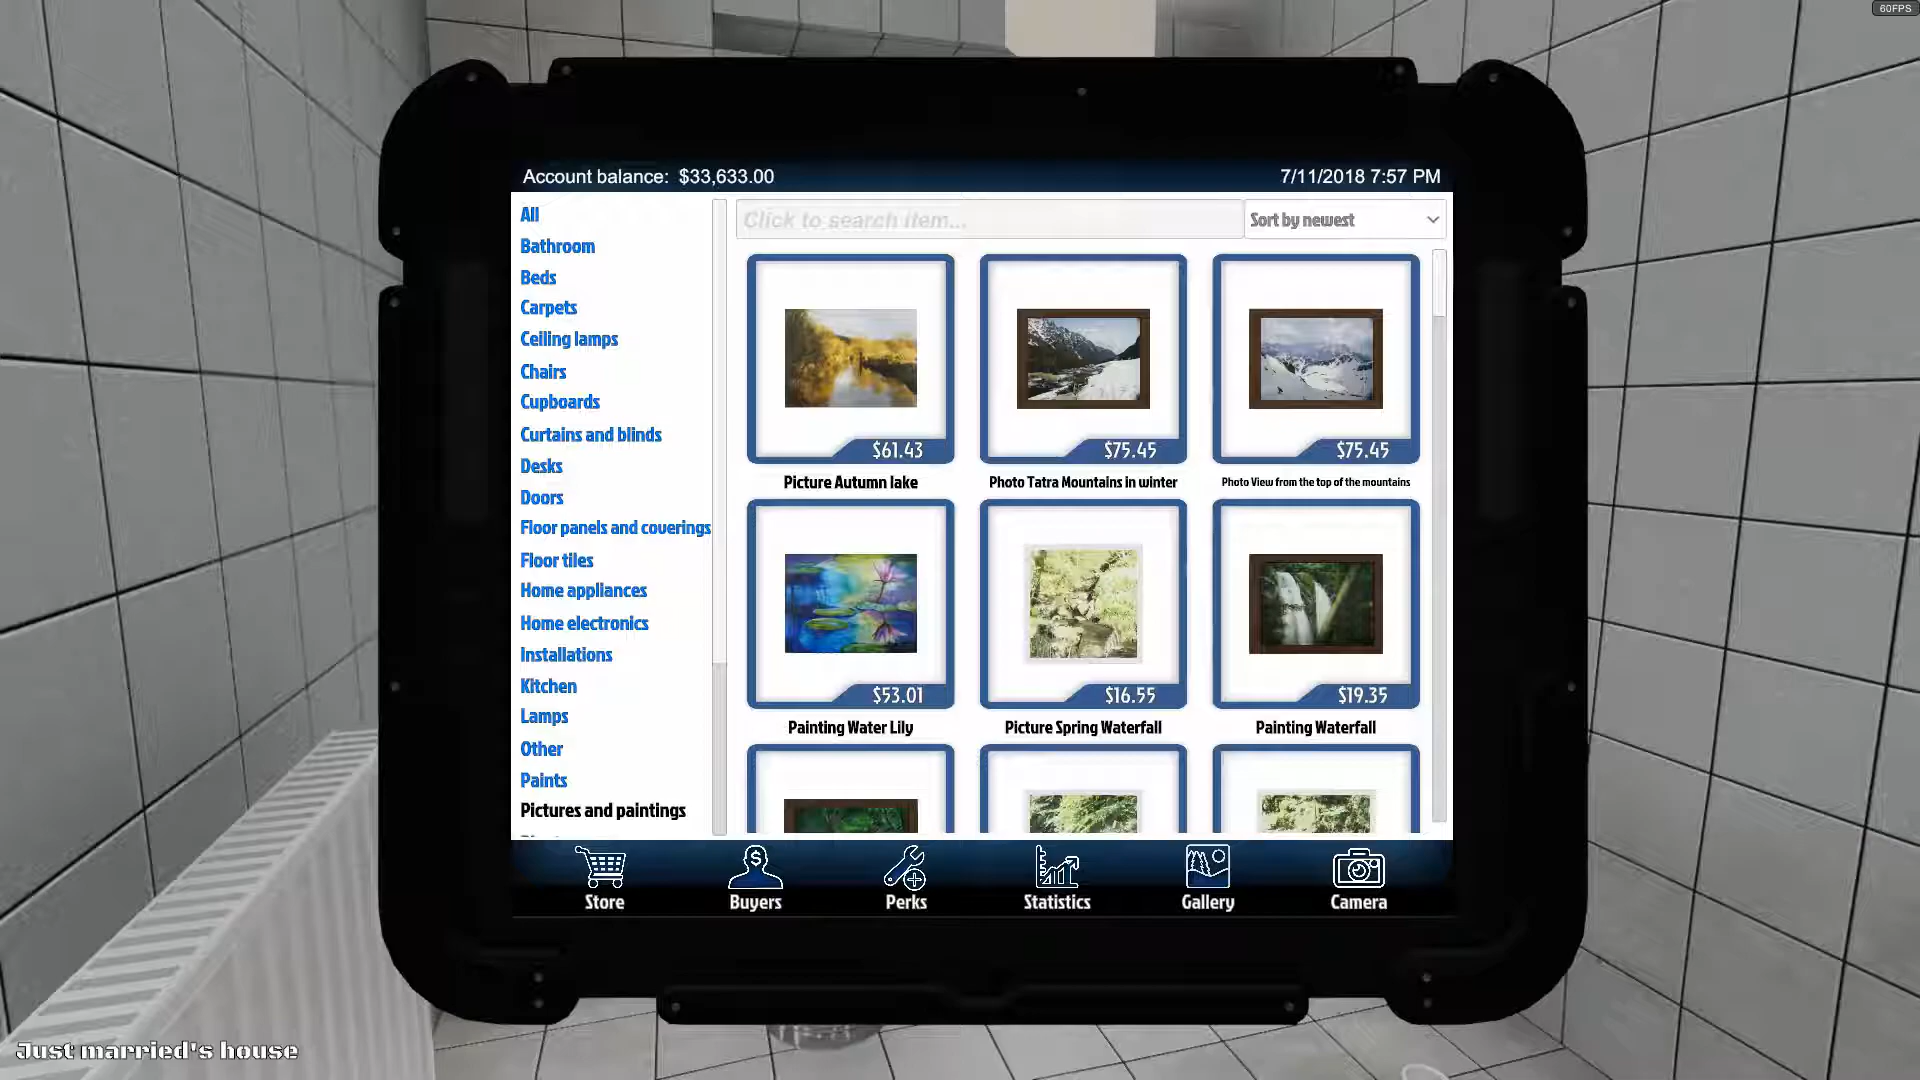 60FPS
Account balance: $33,633.00
7/11/2018 7:57 PM
All
Bathroom
Beds
Carpets
Ceiling lamps
Chairs
Cupboards
Curtains and blinds
Desks
Doors
Floor panels and coverings
Floor tiles
Home appliances
Home electronics
Installations
Kitchen
Lamps
Other
Paints
Pictures and paintings
Click to search item...
Sort by newest
$61.43
$75.45
$75.45
Picture Autumn lake
Photo Tatra Mountains in winter
Photo View from the top of the mountains
$53.01
$16.55
$19.35
Painting Water Lily
Picture Spring Waterfall
Painting Waterfall
Store
Buyers
Perks
Statistics
Gallery
Camera
Just married's house